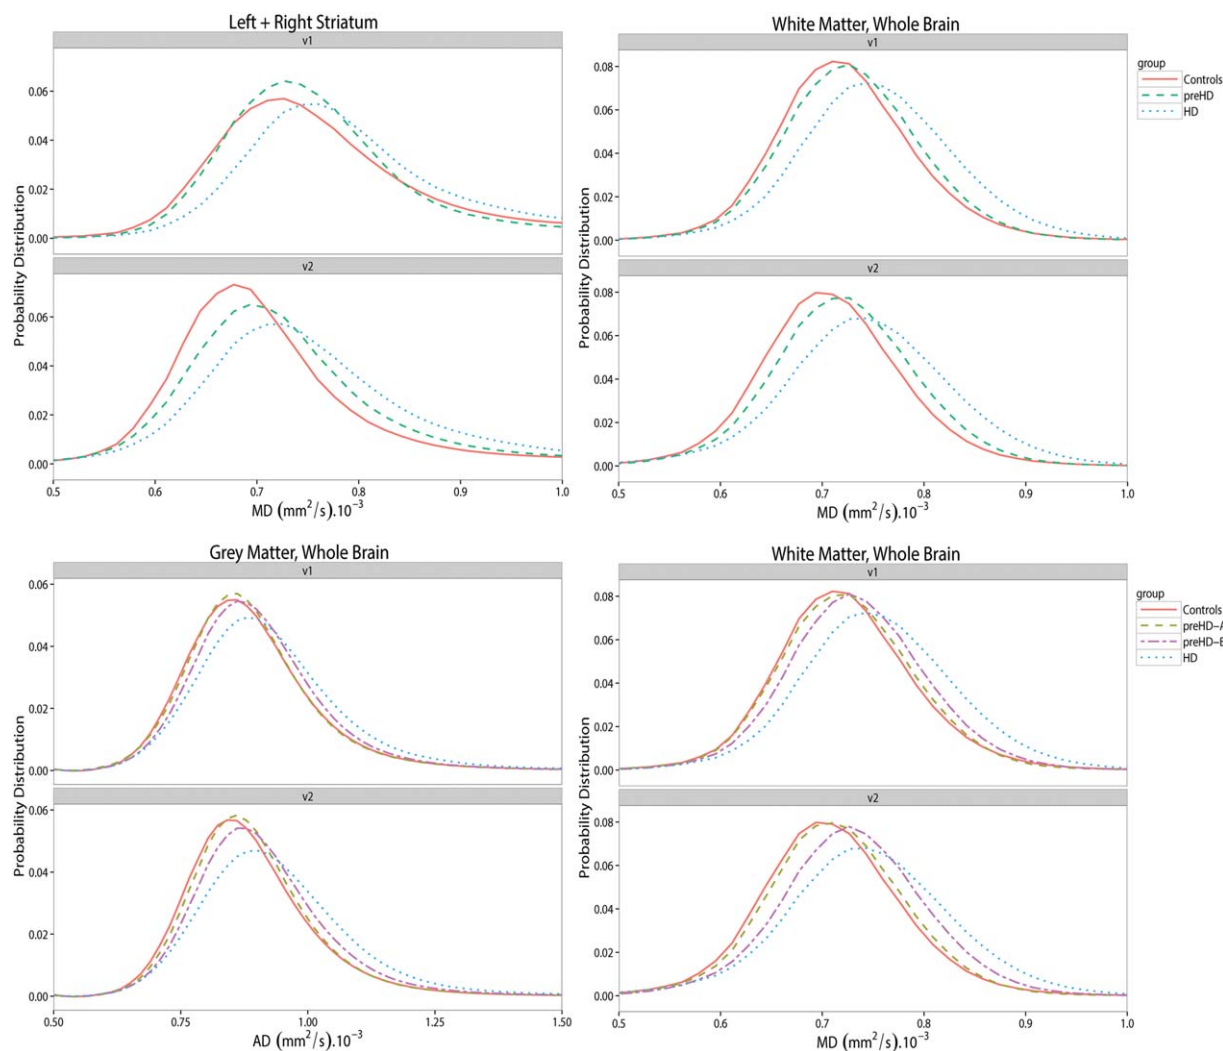 Left + Right Striatum
v1
0.06
0.04
0.02
0.00
v2
0.06
0.04
0.02
0.00
Probability Distribution
0.5 0.6 0.7 0.8 0.9 1.0
MD (mm²/s).10⁻³
White Matter, Whole Brain
v1
0.08
0.06
0.04
0.02
0.00
v2
0.08
0.06
0.04
0.02
0.00
Probability Distribution
0.5 0.6 0.7 0.8 0.9 1.0
MD (mm²/s).10⁻³
group
Controls
preHD
HD
Grey Matter, Whole Brain
v1
0.06
0.04
0.02
0.00
v2
0.06
0.04
0.02
0.00
Probability Distribution
0.50 0.75 1.00 1.25 1.50
AD (mm²/s).10⁻³
White Matter, Whole Brain
v1
0.08
0.06
0.04
0.02
0.00
v2
0.08
0.06
0.04
0.02
0.00
Probability Distribution
0.5 0.6 0.7 0.8 0.9 1.0
MD (mm²/s).10⁻³
group
Controls
preHD-A
preHD-B
HD